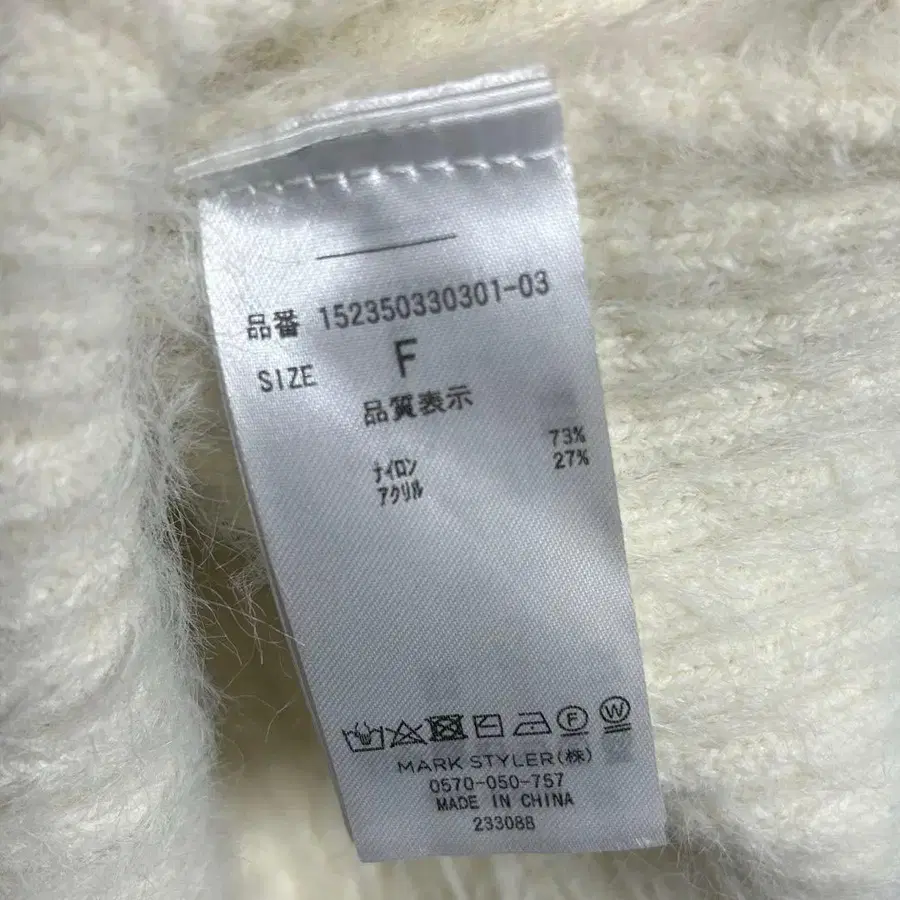 品番 152350330301-03
SIZE F
品質表示
ナイロン 73%
アクリル 27%
F W
MARK STYLER(株)
0570-050-757
MADE IN CHINA
233088